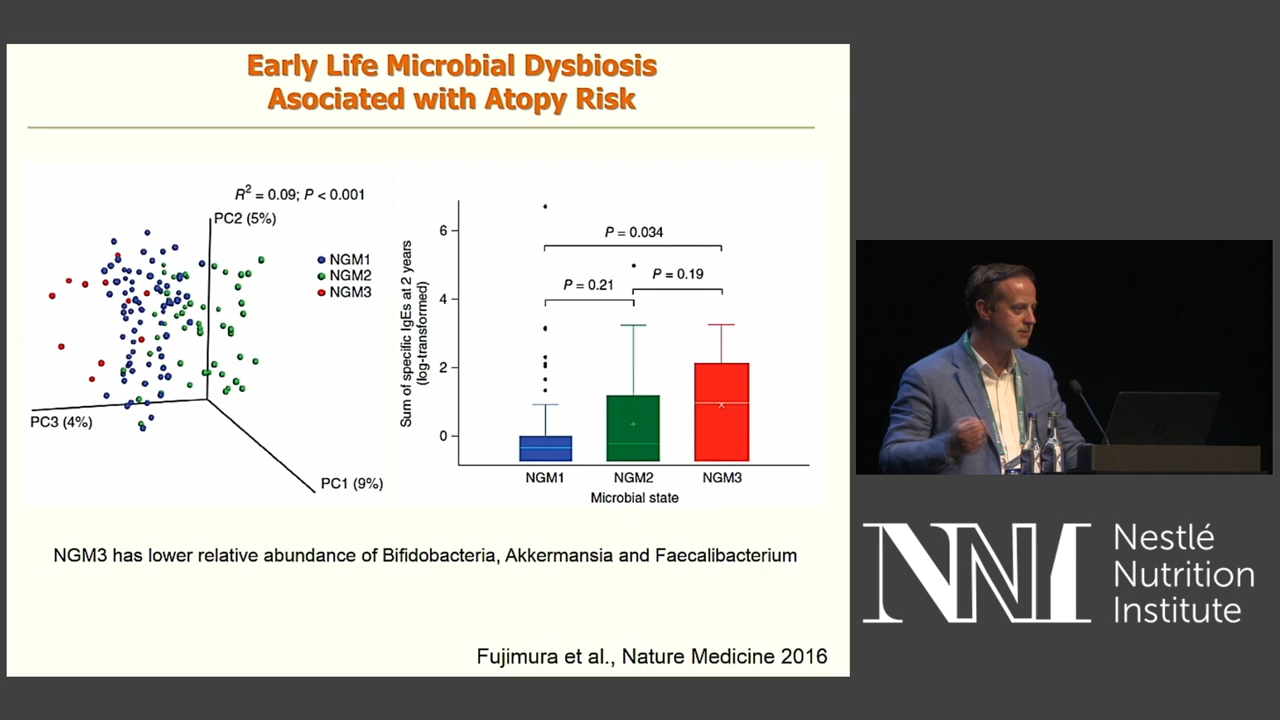 Early Life Microbial Dysbiosis
Asociated with Atopy Risk
R² = 0.09; P < 0.001
PC2 (5%)
NGM1
NGM2
NGM3
PC3 (4%)
PC1 (9%)
Sum of specific IgEs at 2 years
(log-transformed)
6
4
2
0
P = 0.034
P = 0.21
P = 0.19
NGM1
NGM2
NGM3
Microbial state
NGM3 has lower relative abundance of Bifidobacteria, Akkermansia and Faecalibacterium
Fujimura et al., Nature Medicine 2016
NNI
Nestlé
Nutrition
Institute